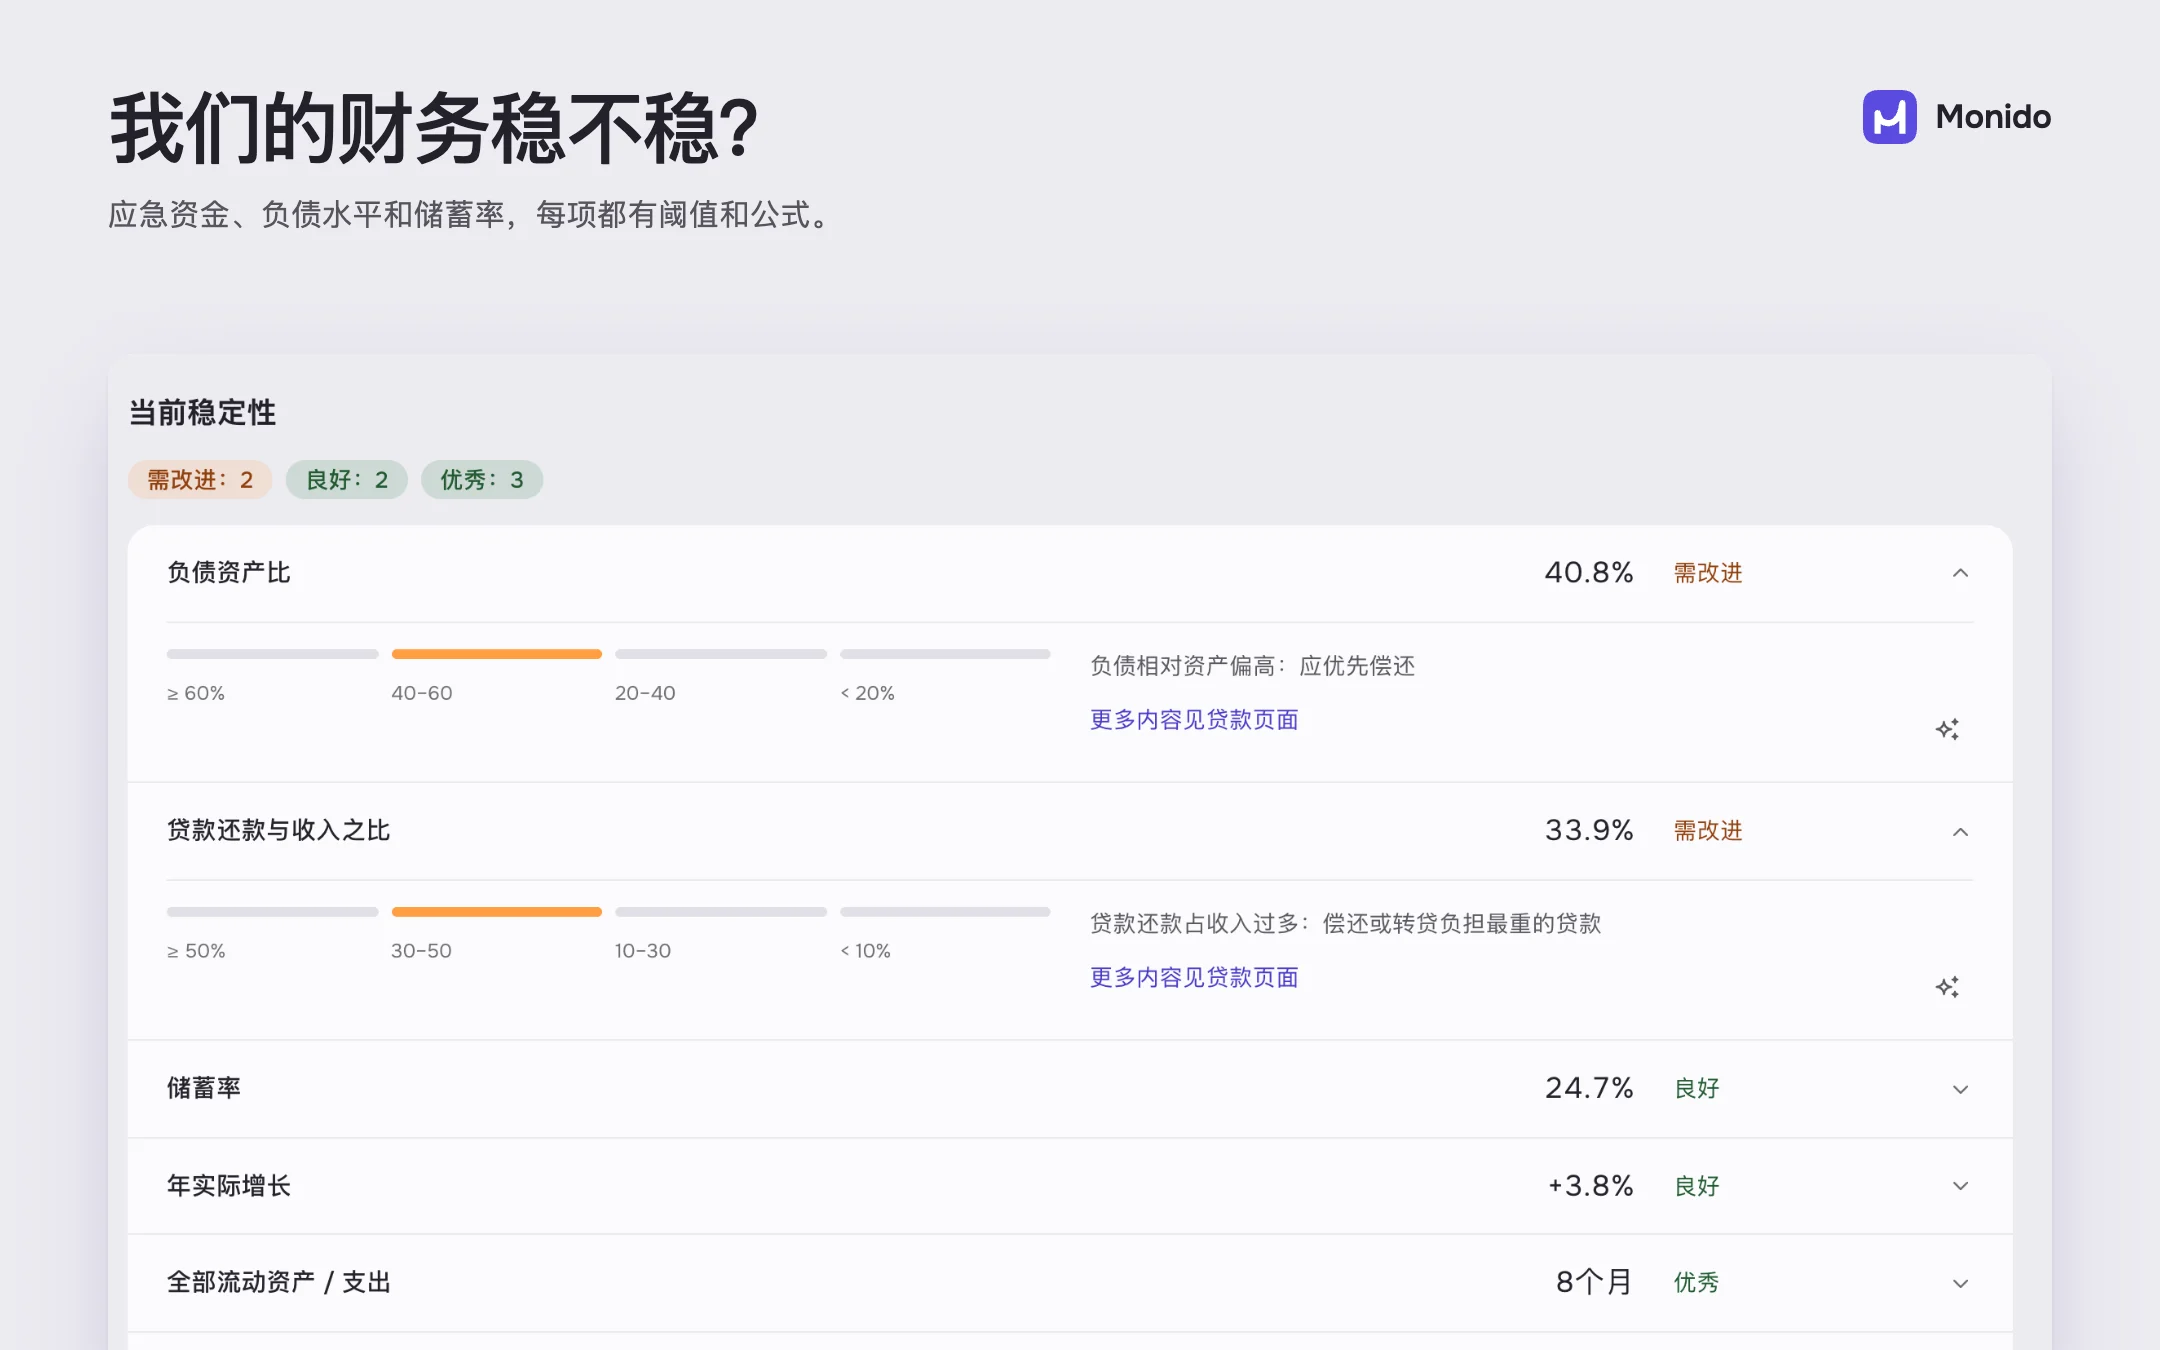 我们的财务稳不稳？
Monido
应急资金、负债水平和储蓄率，每项都有阈值和公式。
当前稳定性
需改进：2 良好：2 优秀：3
负债资产比 40.8% 需改进
≥ 60% 40–60 20–40 < 20%
负债相对资产偏高：应优先偿还
更多内容见贷款页面
贷款还款与收入之比 33.9% 需改进
≥ 50% 30–50 10–30 < 10%
贷款还款占收入过多：偿还或转贷负担最重的贷款
更多内容见贷款页面
储蓄率 24.7% 良好
年实际增长 +3.8% 良好
全部流动资产 / 支出 8个月 优秀